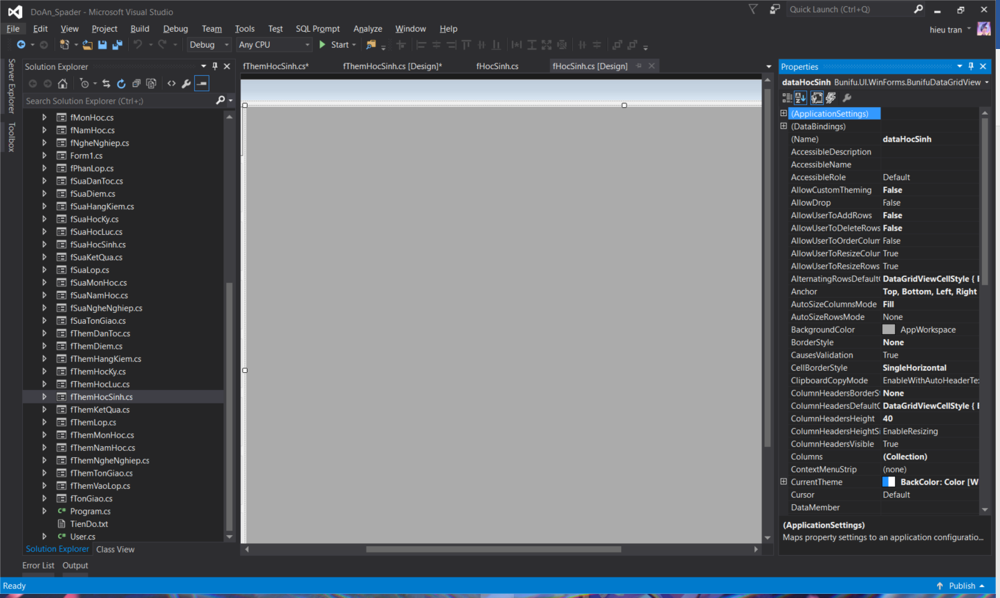 DoAn_Spader - Microsoft Visual Studio
Quick Launch (Ctrl+Q)
File Edit View Project Build Debug Team Tools Test SQL Prompt Analyze Window Help
hieu tran
Debug Any CPU Start
Server Explorer
Toolbox
Solution Explorer
Search Solution Explorer (Ctrl+;)
fMonHoc.cs
fNamHoc.cs
fNgheNghiep.cs
Form1.cs
fPhanLop.cs
fSuaDanToc.cs
fSuaDiem.cs
fSuaHangKiem.cs
fSuaHocKy.cs
fSuaHocLuc.cs
fSuaHocSinh.cs
fSuaKetQua.cs
fSuaLop.cs
fSuaMonHoc.cs
fSuaNamHoc.cs
fSuaNgheNghiep.cs
fSuaTonGiao.cs
fThemDanToc.cs
fThemDiem.cs
fThemHangKiem.cs
fThemHocKy.cs
fThemHocLuc.cs
fThemHocSinh.cs
fThemKetQua.cs
fThemLop.cs
fThemMonHoc.cs
fThemNamHoc.cs
fThemNgheNghiep.cs
fThemTonGiao.cs
fThemVaoLop.cs
fTonGiao.cs
C# Program.cs
TienDo.txt
C# User.cs
Solution Explorer Class View
fThemHocSinh.cs* fThemHocSinh.cs [Design]* fHocSinh.cs fHocSinh.cs [Design]
Properties
dataHocSinh Bunifu.UI.WinForms.BunifuDataGridView
(ApplicationSettings)
(DataBindings)
(Name) dataHocSinh
AccessibleDescription
AccessibleName
AccessibleRole Default
AllowCustomTheming False
AllowDrop False
AllowUserToAddRows False
AllowUserToDeleteRows False
AllowUserToOrderColum False
AllowUserToResizeColur True
AllowUserToResizeRows True
AlternatingRowsDefault( DataGridViewCellStyle { E
Anchor Top, Bottom, Left, Right
AutoSizeColumnsMode Fill
AutoSizeRowsMode None
BackgroundColor AppWorkspace
BorderStyle None
CausesValidation True
CellBorderStyle SingleHorizontal
ClipboardCopyMode EnableWithAutoHeaderTe
ColumnHeadersBorderS None
ColumnHeadersDefaultC DataGridViewCellStyle { E
ColumnHeadersHeight 40
ColumnHeadersHeightSi EnableResizing
ColumnHeadersVisible True
Columns (Collection)
ContextMenuStrip (none)
CurrentTheme BackColor: Color [W
Cursor Default
DataMember
(ApplicationSettings)
Maps property settings to an application configuratio...
Error List Output
Ready
Publish